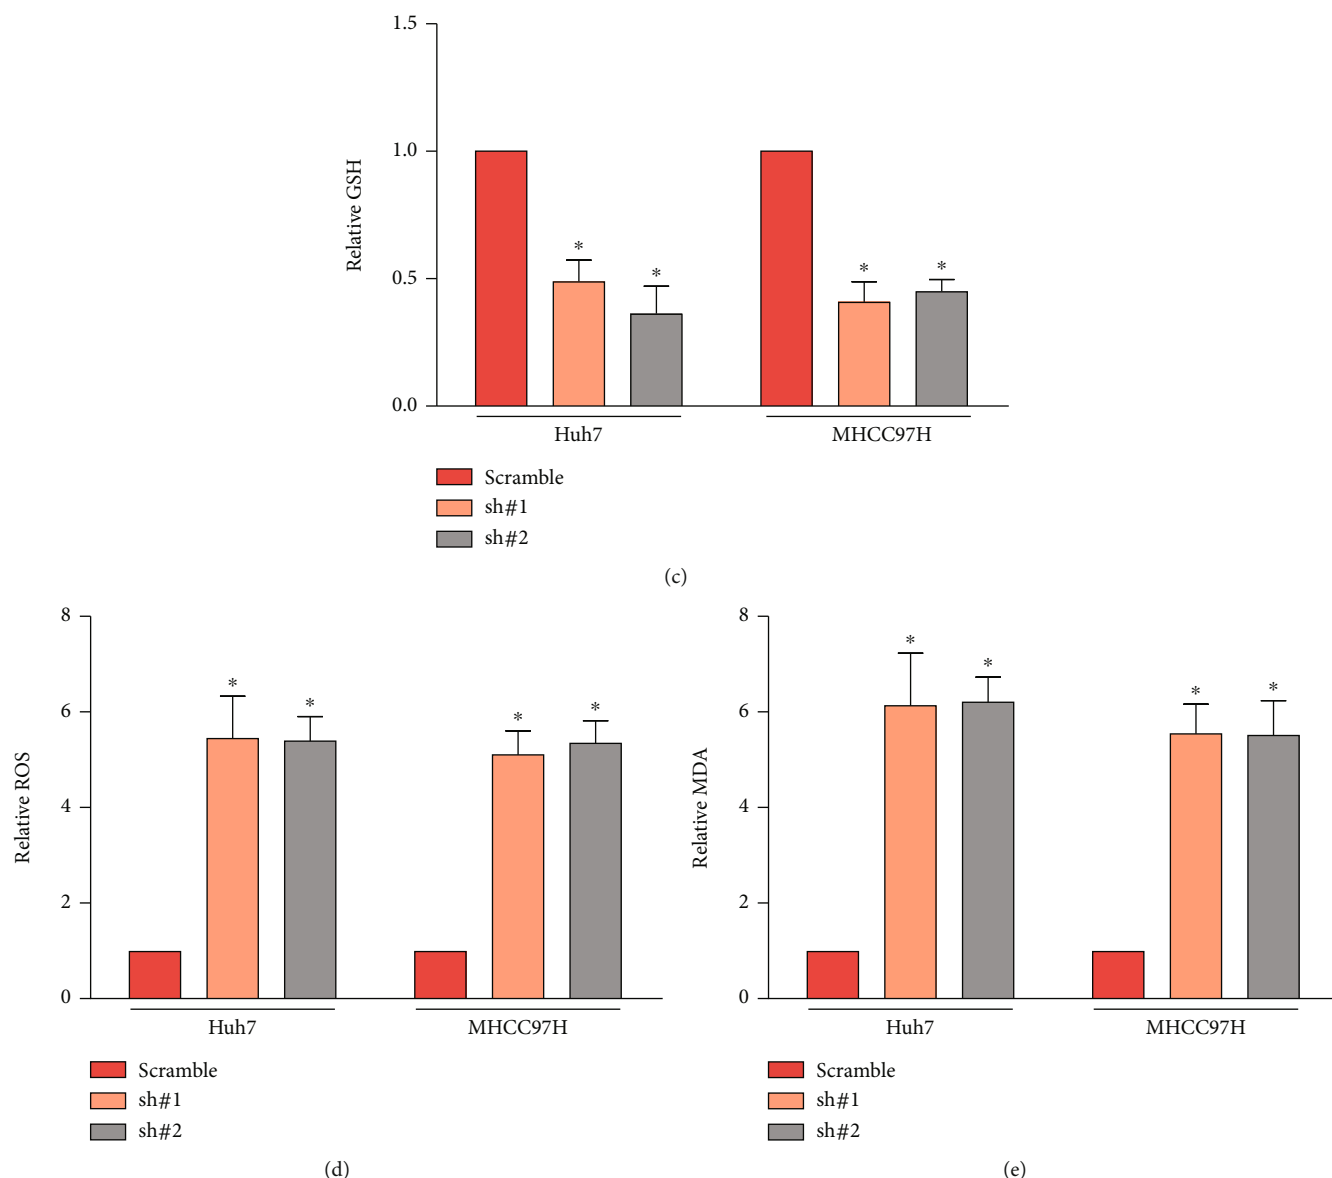 1.5
1.0
0.5
0.0
Relative GSH
* * * *
Huh7 MHCC97H
Scramble
sh#1
sh#2
(c)
8
6
4
2
0
Relative ROS
* * * *
Huh7 MHCC97H
Scramble
sh#1
sh#2
(d)
8
6
4
2
0
Relative MDA
* * * *
Huh7 MHCC97H
Scramble
sh#1
sh#2
(e)